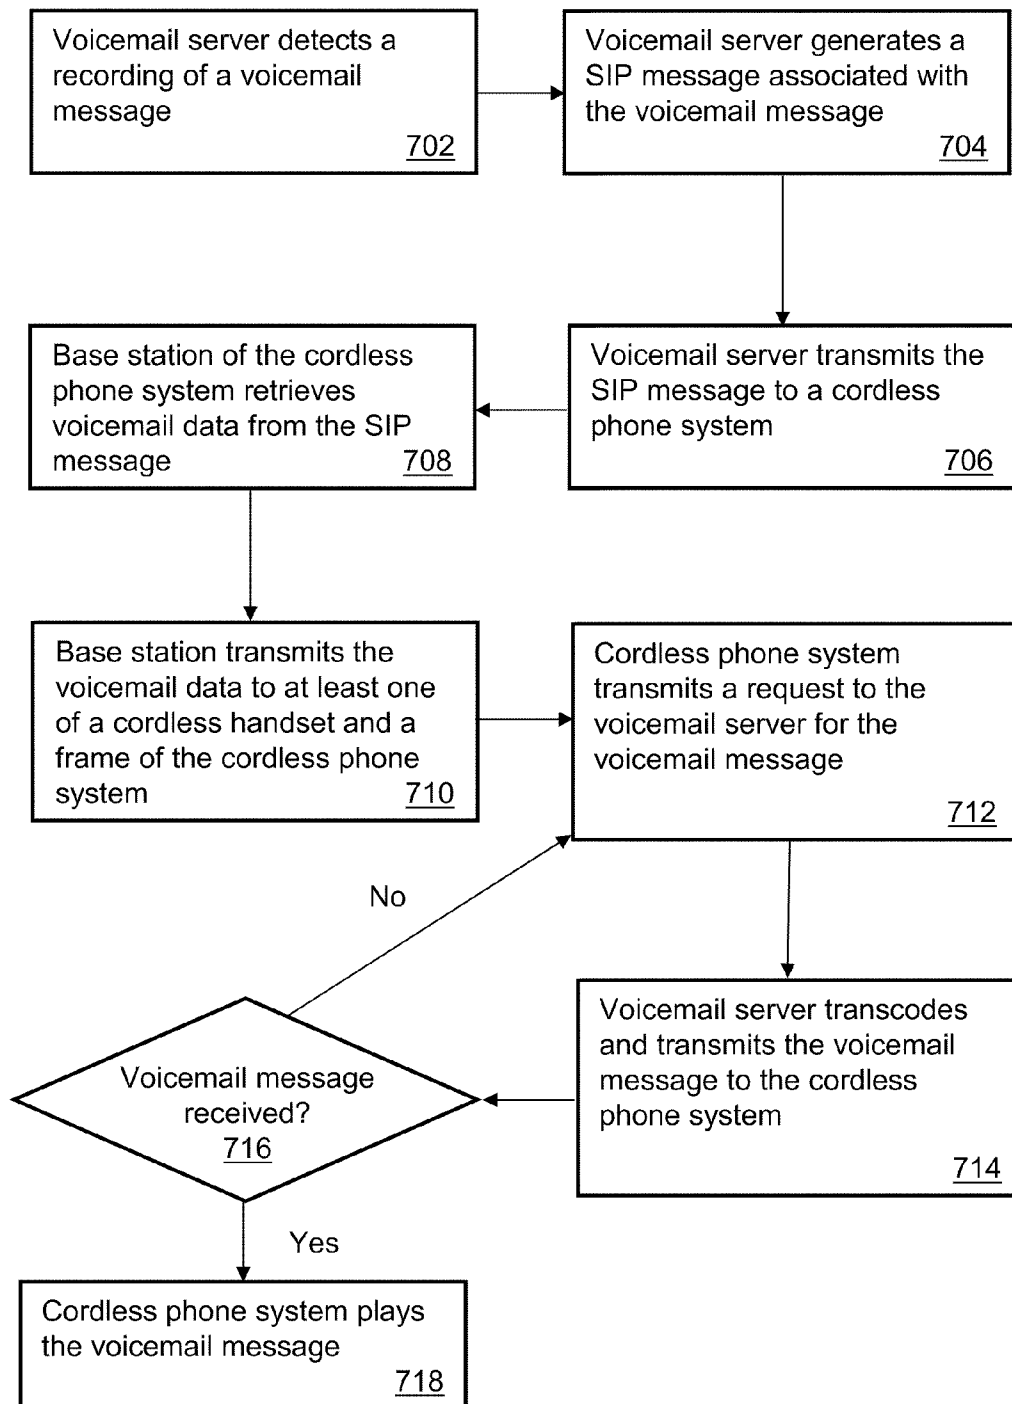 Voicemail server detects a
recording of a voicemail
message
702
Voicemail server generates a
SIP message associated with
the voicemail message
704
Voicemail server transmits the
SIP message to a cordless
phone system
706
Base station of the cordless
phone system retrieves
voicemail data from the SIP
message
708
Base station transmits the
voicemail data to at least one
of a cordless handset and a
frame of the cordless phone
system
710
Cordless phone system
transmits a request to the
voicemail server for the
voicemail message
712
Voicemail server transcodes
and transmits the voicemail
message to the cordless
phone system
714
Voicemail message
received?
716
No
Yes
Cordless phone system plays
the voicemail message
718